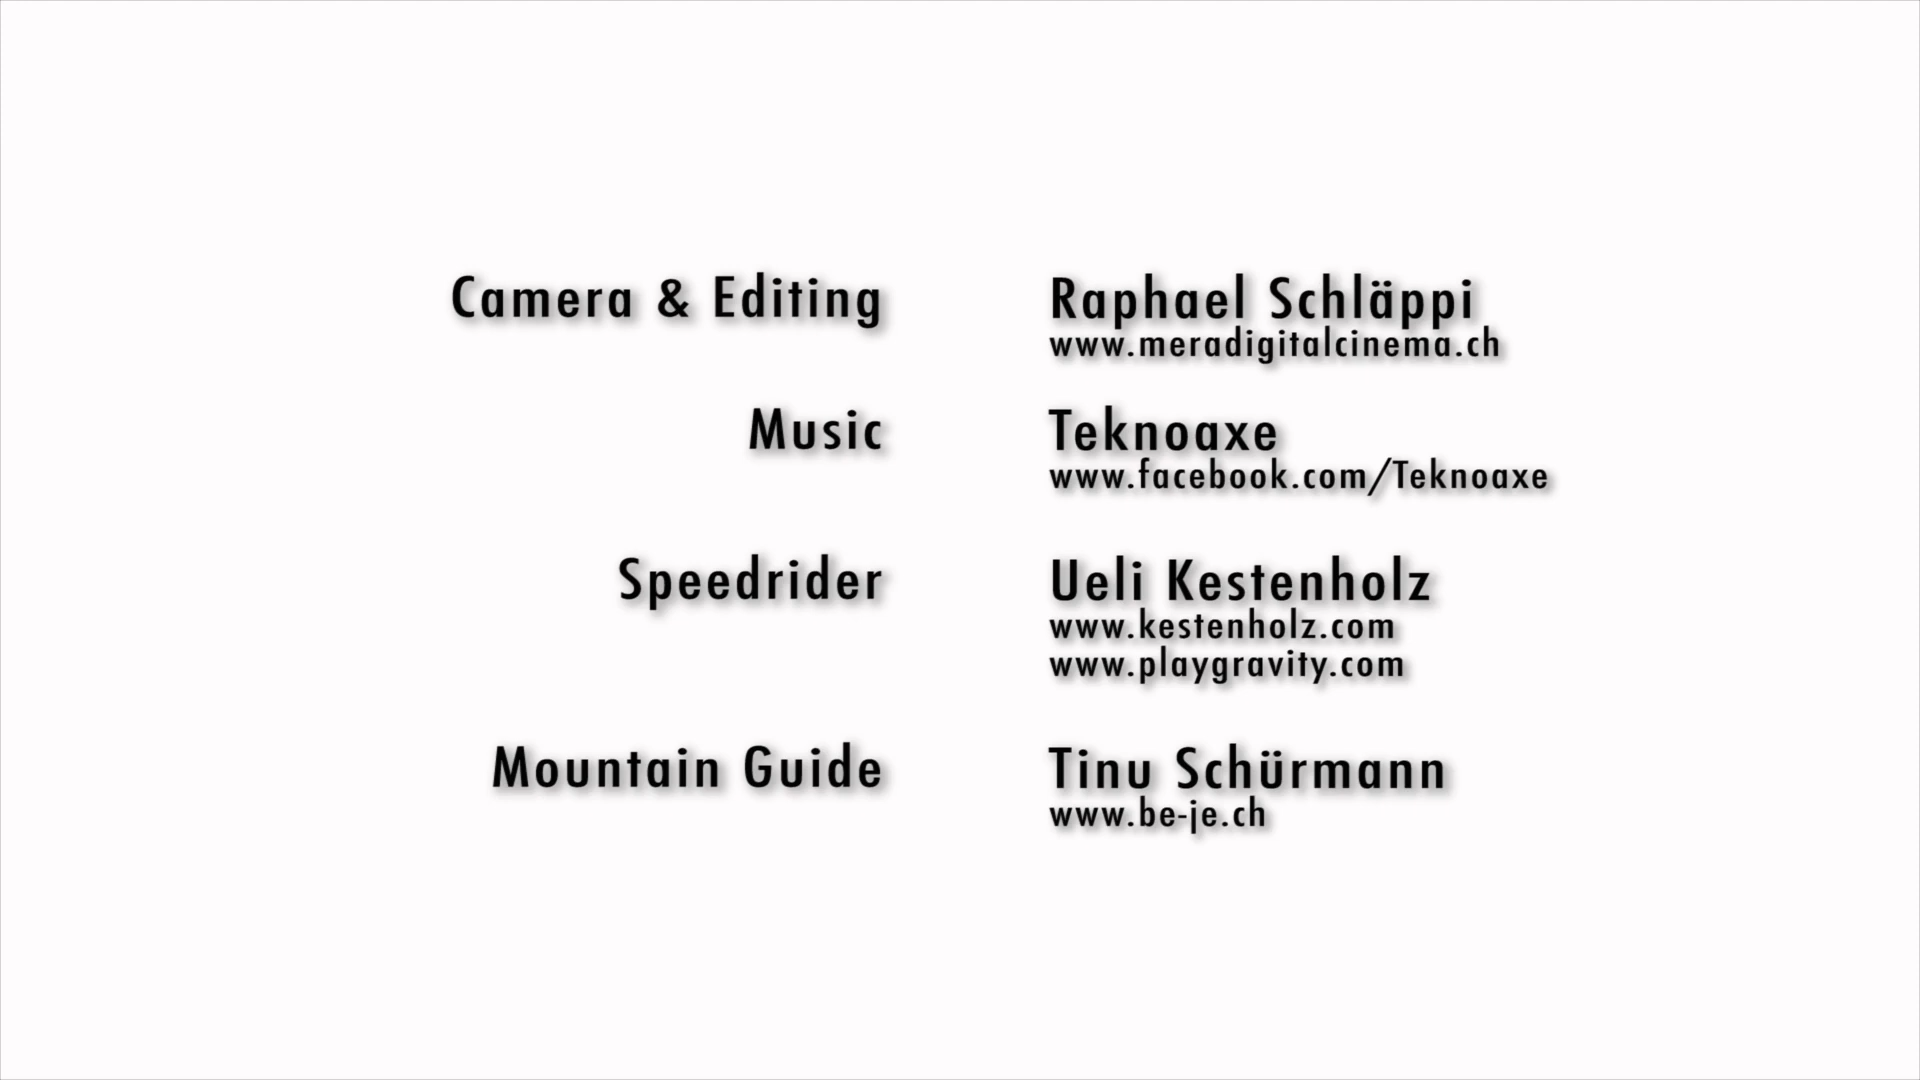 Camera & Editing
Raphael Schläppi
www.meradigitalcinema.ch
Music
Teknoaxe
www.facebook.com/Teknoaxe
Speedrider
Ueli Kestenholz
www.kestenholz.com
www.playgravity.com
Mountain Guide
Tinu Schürmann
www.be-je.ch